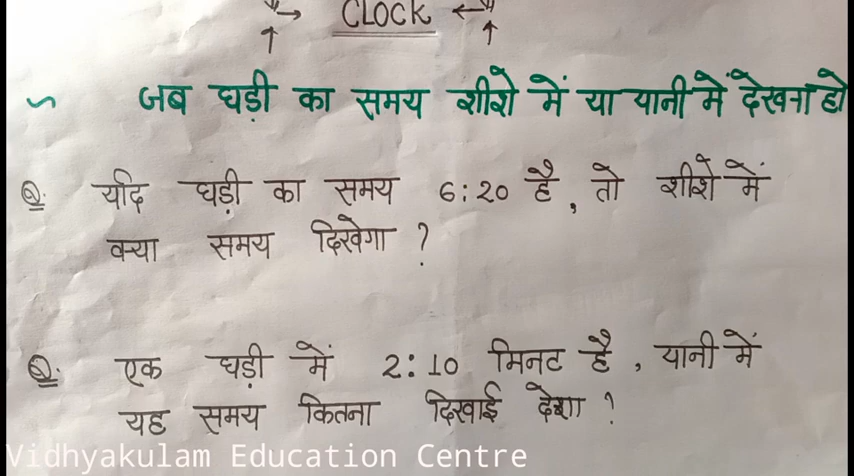 CLOCK
जब घड़ी का समय शीशे में या यानी में देखना हो
यदि घड़ी का समय 6:20 है, तो शीशे में
क्या समय दिखेगा ?
Q. एक घड़ी में 2:10 मिनट है, यानी में
यह समय कितना दिखाई देगा ?
Vidhyakulam Education Centre